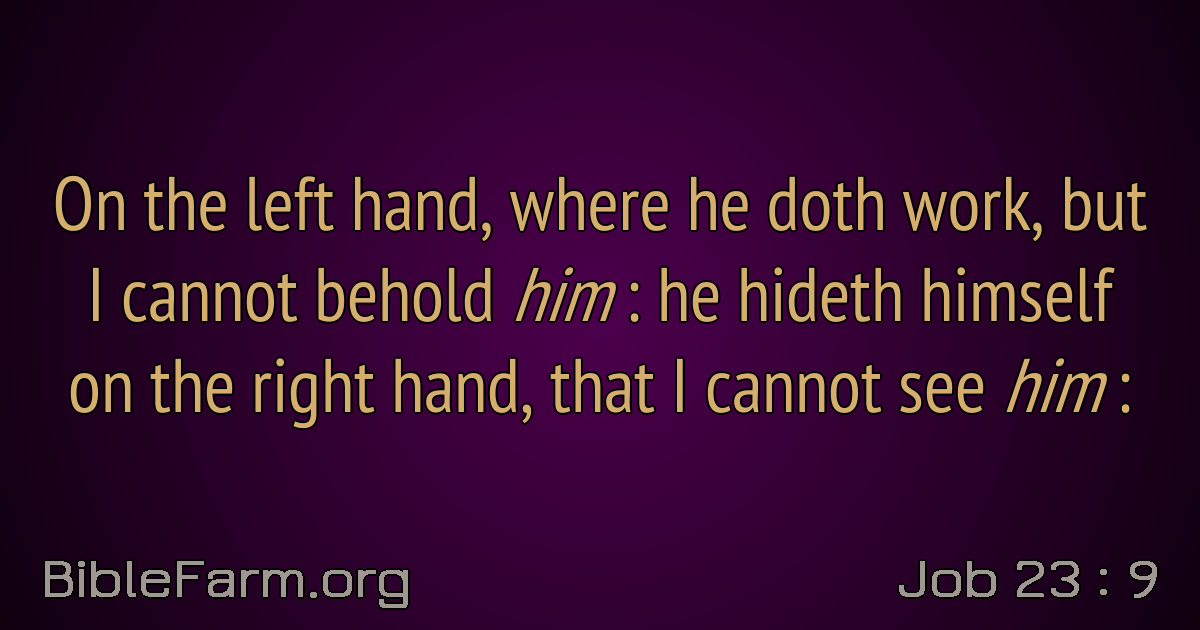 On the left hand, where he doth work, but
I cannot behold him : he hideth himself
on the right hand, that I cannot see him :
BibleFarm.org
Job 23 : 9